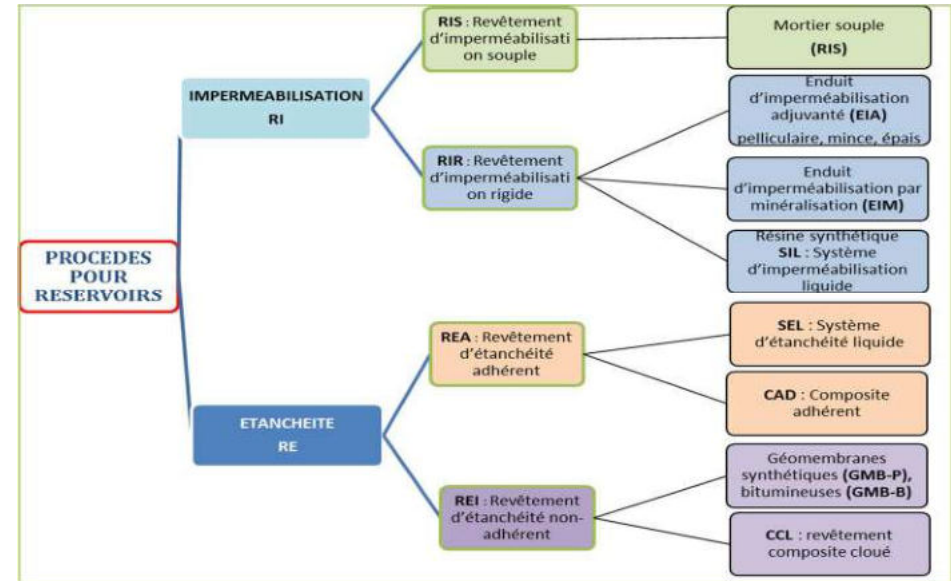 PROCEDES
POUR
RESERVOIRS
IMPERMEABILISATION
RI
RIS : Revêtement
d'imperméabilisati
on souple
Mortier souple
(RIS)
RIR : Revêtement
d'imperméabilisati
on rigide
Enduit
d'imperméabilisation
adjuvanté (EIA)
pelliculaire, mince, épais
Enduit
d'imperméabilisation par
minéralisation (EIM)
Résine synthétique
SIL : Système
d'imperméabilisation
liquide
ETANCHEITE
RE
REA : Revêtement
d'étanchéité
adhérent
SEL : Système
d'étanchéité liquide
CAD : Composite
adhérent
REI : Revêtement
d'étanchéité non-
adhérent
Géomembranes
synthétiques (GMB-P),
bitumineuses (GMB-B)
CCL : revêtement
composite cloué